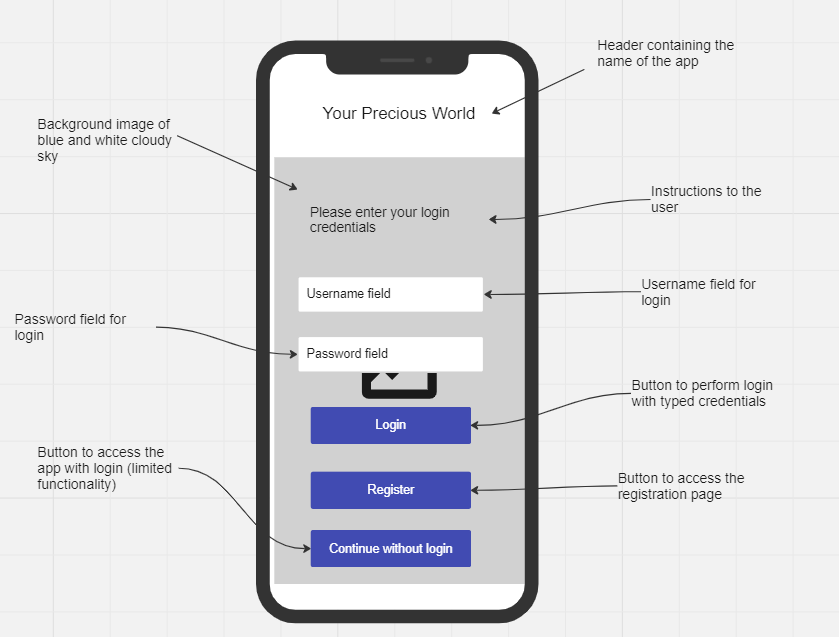 Header containing the
name of the app
Your Precious World
Background image of
blue and white cloudy
sky
Instructions to the
user
Please enter your login
credentials
Username field for
login
Username field
Password field for
login
Password field
Button to perform login
with typed credentials
Login
Button to access the
app with login (limited
functionality)
Button to access the
registration page
Register
Continue without login